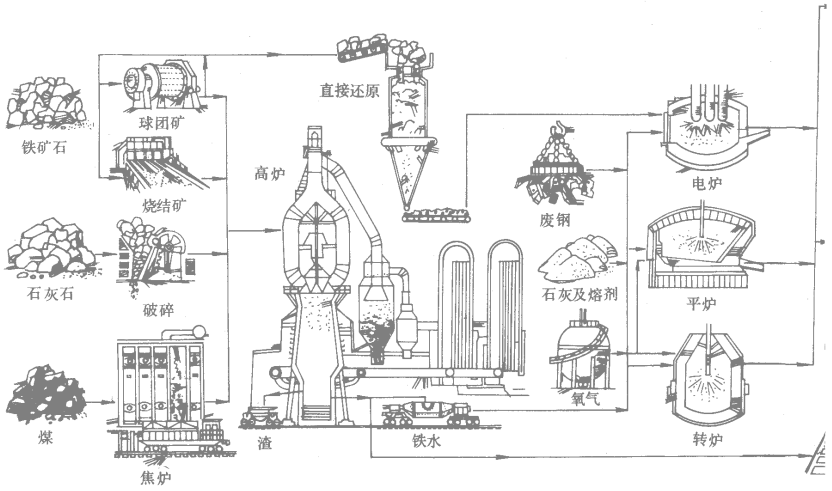 直接还原
球团矿
铁矿石
高炉
电炉
烧结矿
废钢
石灰石
石灰及熔剂
破碎
平炉
氧气
煤
渣
铁水
转炉
焦炉